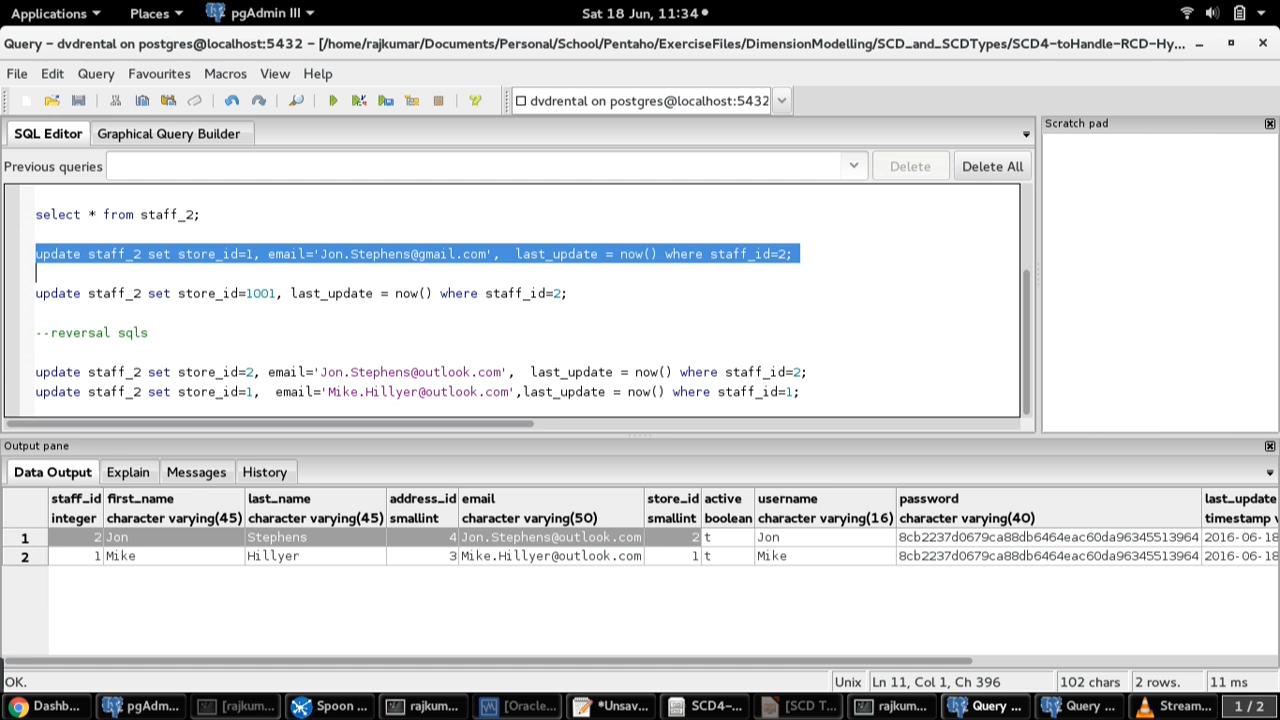 Applications Places pgAdmin III Sat 18 Jun, 11:34
Query - dvdrental on postgres@localhost:5432 - [/home/rajkumar/Documents/Personal/School/Pentaho/ExerciseFiles/DimensionModelling/SCD_and_SCDTypes/SCD4-toHandle-RCD-Hy...
File Edit Query Favourites Macros View Help
dvdrental on postgres@localhost:5432
SQL Editor Graphical Query Builder
Scratch pad
Previous queries Delete Delete All
select * from staff_2;
update staff_2 set store_id=1, email='Jon.Stephens@gmail.com',  last_update = now() where staff_id=2;
update staff_2 set store_id=1001, last_update = now() where staff_id=2;
--reversal sqls
update staff_2 set store_id=2, email='Jon.Stephens@outlook.com',  last_update = now() where staff_id=2;
update staff_2 set store_id=1,  email='Mike.Hillyer@outlook.com',last_update = now() where staff_id=1;
Output pane
Data Output Explain Messages History
staff_id first_name last_name address_id email store_id active username password last_update
integer character varying(45) character varying(45) smallint character varying(50) smallint boolean character varying(16) character varying(40) timestamp
1 2 Jon Stephens 4 Jon.Stephens@outlook.com 2 t Jon 8cb2237d0679ca88db6464eac60da96345513964 2016-06-18
2 1 Mike Hillyer 3 Mike.Hillyer@outlook.com 1 t Mike 8cb2237d0679ca88db6464eac60da96345513964 2016-06-18
OK. Unix Ln 11, Col 1, Ch 396 102 chars 2 rows. 11 ms
Dashb... pgAdm... [rajkum... Spoon ... rajkum... [Oracle... *Unsav... SCD4-... [SCD T... rajkum... Query ... Query ... Stream... 1 / 2